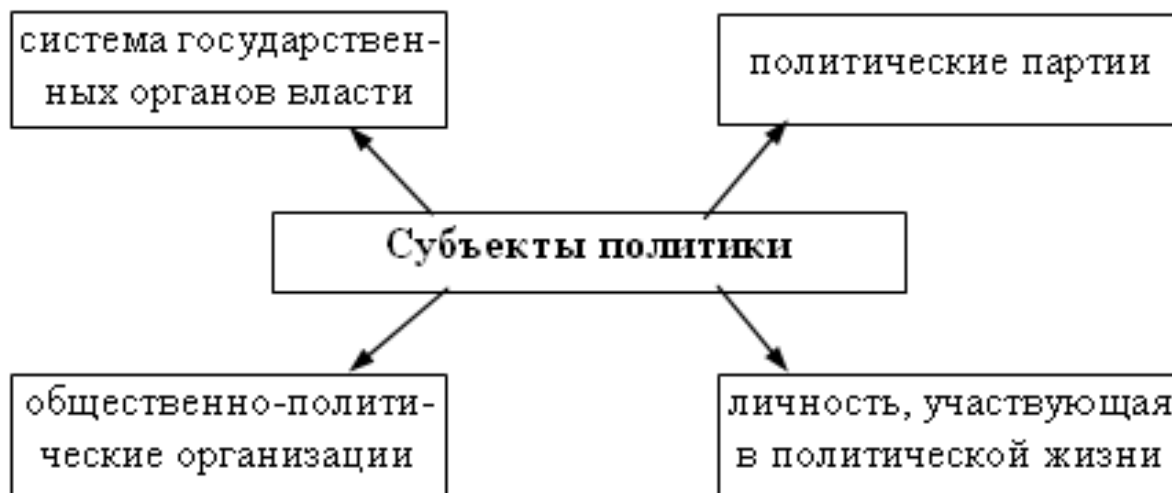 система государствен-
ных органов власти
политические партии
Субъекты политики
общественно-полити-
ческие организации
личность, участвующая
в политической жизни